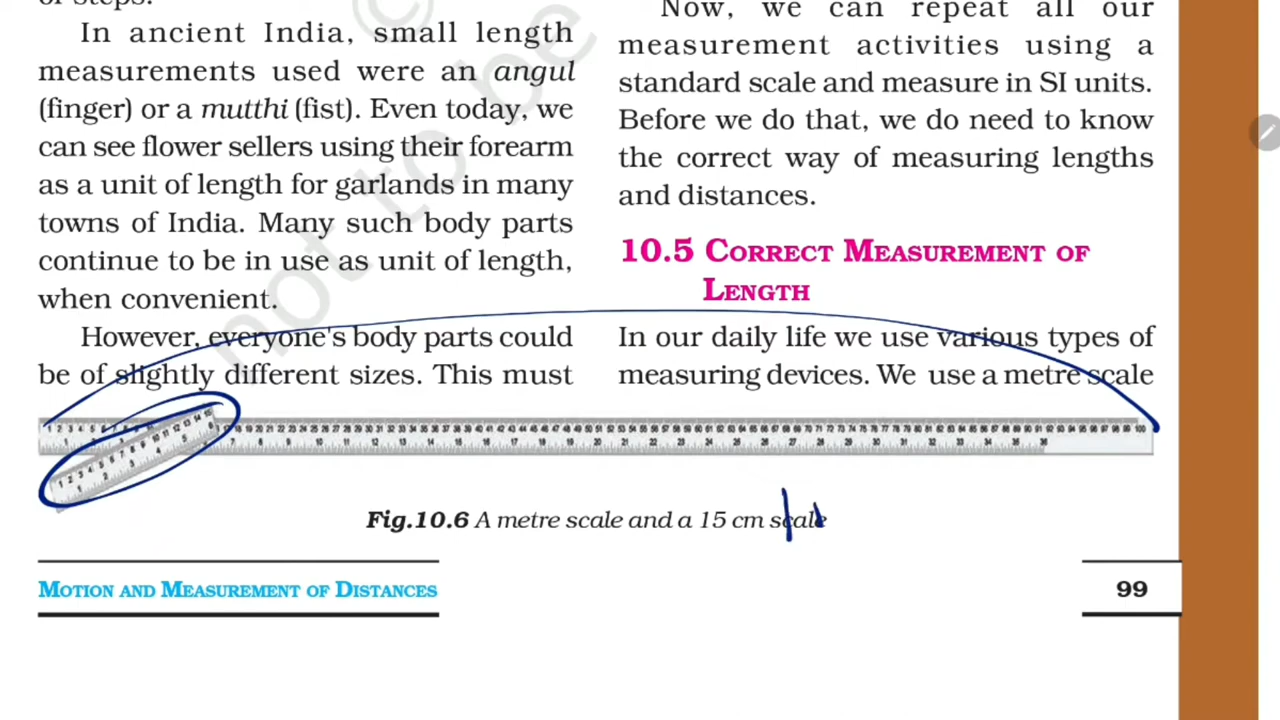 or steps.
In ancient India, small length
measurements used were an angul
(finger) or a mutthi (fist). Even today, we
can see flower sellers using their forearm
as a unit of length for garlands in many
towns of India. Many such body parts
continue to be in use as unit of length,
when convenient.
However, everyone's body parts could
be of slightly different sizes. This must
Now, we can repeat all our
measurement activities using a
standard scale and measure in SI units.
Before we do that, we do need to know
the correct way of measuring lengths
and distances.
10.5 CORRECT MEASUREMENT OF
LENGTH
In our daily life we use various types of
measuring devices. We use a metre scale
Fig.10.6 A metre scale and a 15 cm scale
MOTION AND MEASUREMENT OF DISTANCES
99
not to be
©